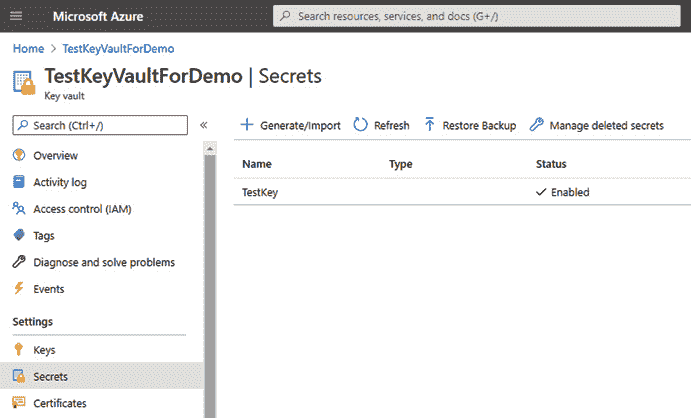 Microsoft Azure
Search resources, services, and docs (G+/)
Home > TestKeyVaultForDemo
TestKeyVaultForDemo | Secrets
Key vault
Search (Ctrl+/)
«
Overview
Activity log
Access control (IAM)
Tags
Diagnose and solve problems
Events
Settings
Keys
Secrets
Certificates
Generate/Import Refresh Restore Backup Manage deleted secrets
Name Type Status
TestKey Enabled